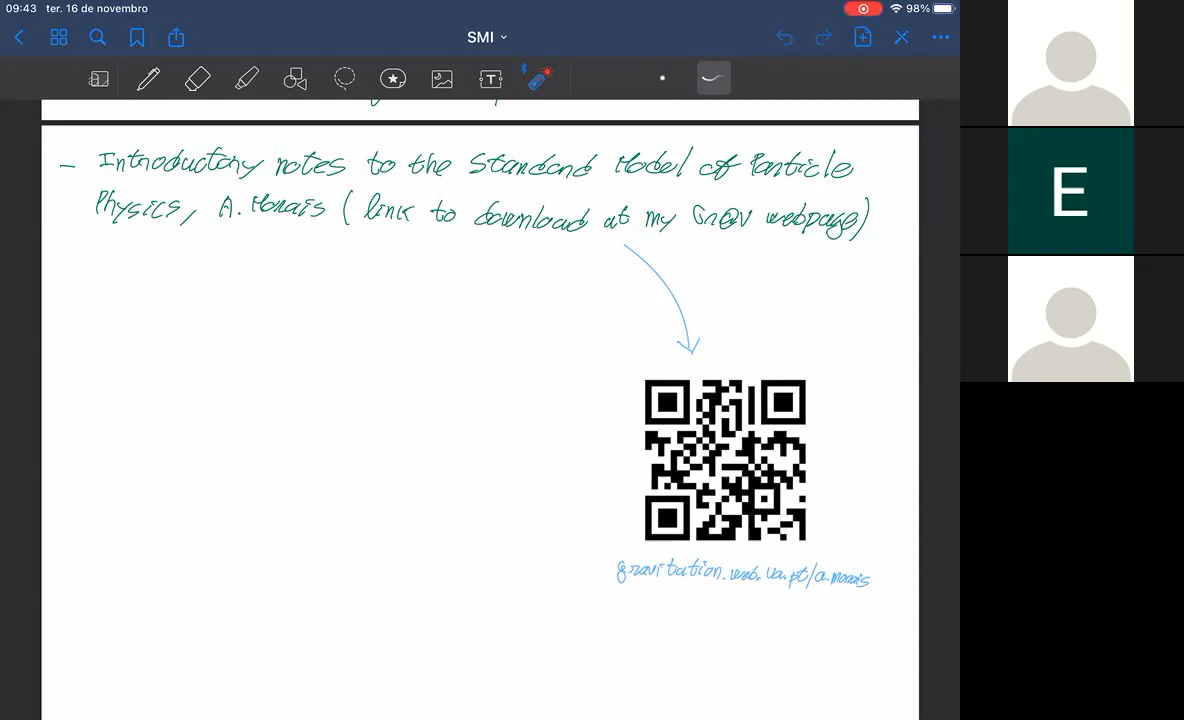 09:43 ter. 16 de novembro 98%
SMI
T
- Introductory notes to the Standard Model of Particle
Physics, A. Morais (link to download at my Gr@v webpage)
gravitation.web.ua.pt/a.morais
E